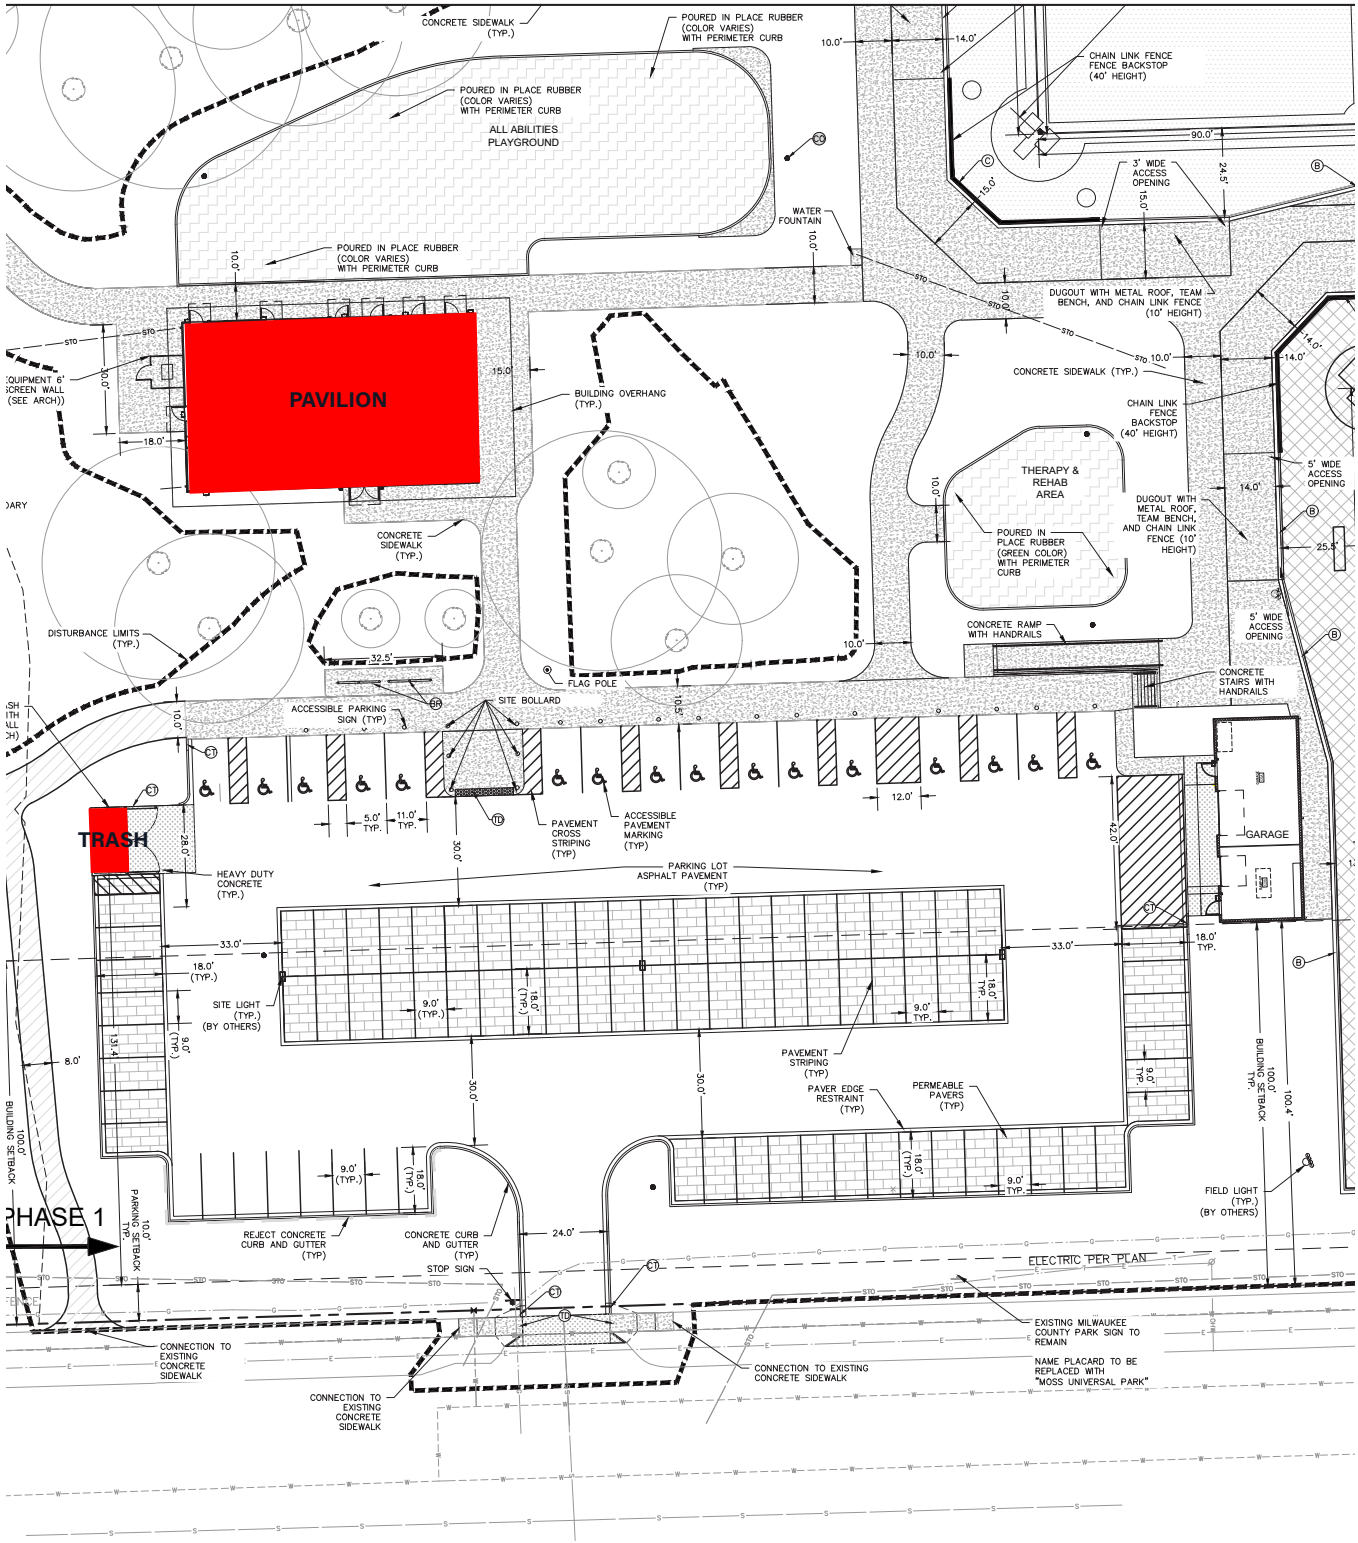 CONCRETE SIDEWALK
(TYP.)
POURED IN PLACE RUBBER
(COLOR VARIES)
WITH PERIMETER CURB
10.0'
14.0'
CHAIN LINK FENCE
FENCE BACKSTOP
(40' HEIGHT)
POURED IN PLACE RUBBER
(COLOR VARIES)
WITH PERIMETER CURB
ALL ABILITIES
PLAYGROUND
CO
90.0'
C
3' WIDE
ACCESS
OPENING
24.5'
B
15.0'
15.0'
WATER
FOUNTAIN
10.0'
POURED IN PLACE RUBBER
(COLOR VARIES)
WITH PERIMETER CURB
10.0'
STO
STO
10.0'
DUGOUT WITH METAL ROOF, TEAM
BENCH, AND CHAIN LINK FENCE
(10' HEIGHT)
STO
STO
30.0'
14.0'
10.0'
STO
10.0'
14.0'
EQUIPMENT 6'
SCREEN WALL
(SEE ARCH))
15.0'
CONCRETE SIDEWALK (TYP.)
PAVILION
BUILDING OVERHANG
(TYP.)
CHAIN LINK
FENCE
BACKSTOP
(40' HEIGHT)
18.0'
THERAPY &
REHAB
AREA
5' WIDE
ACCESS
OPENING
10.0'
14.0'
DUGOUT WITH
METAL ROOF,
TEAM BENCH,
AND CHAIN LINK
FENCE (10'
HEIGHT)
B
DARY
CONCRETE
SIDEWALK
(TYP.)
POURED IN
PLACE RUBBER
(GREEN COLOR)
WITH PERIMETER
CURB
25.5'
DISTURBANCE LIMITS
(TYP.)
32.5'
10.0'
CONCRETE RAMP
WITH HANDRAILS
5' WIDE
ACCESS
OPENING
B
FLAG POLE
CONCRETE
STAIRS WITH
HANDRAILS
BR
SITE BOLLARD
10.5'
ACCESSIBLE PARKING
SIGN (TYP)
10.0'
CT
CT
TRASH
5.0'
TYP.
11.0'
TYP.
TD
12.0'
PAVEMENT
CROSS
STRIPING
(TYP)
ACCESSIBLE
PAVEMENT
MARKING
(TYP)
42.0'
GARAGE
28.0'
30.0'
HEAVY DUTY
CONCRETE
(TYP.)
PARKING LOT
ASPHALT PAVEMENT
(TYP)
CT
33.0'
33.0'
18.0'
TYP.
18.0'
(TYP.)
SITE LIGHT
(TYP.)
(BY OTHERS)
9.0'
(TYP.)
18.0'
(TYP.)
9.0'
TYP.
18.0'
TYP.
B
9.0'
(TYP.)
131.4'
8.0'
30.0'
30.0'
PAVEMENT
STRIPING
(TYP)
PAVER EDGE
RESTRAINT
(TYP)
PERMEABLE
PAVERS
(TYP)
9.0'
TYP.
100.0'
BUILDING SETBACK
TYP.
100.4'
100.0'
BUILDING SETBACK
9.0'
(TYP.)
18.0'
(TYP.)
18.0'
(TYP.)
9.0'
TYP.
FIELD LIGHT
(TYP.)
(BY OTHERS)
PHASE 1
10.0'
PARKING SETBACK
TYP.
REJECT CONCRETE
CURB AND GUTTER
(TYP)
CONCRETE CURB
AND GUTTER
(TYP)
24.0'
STOP SIGN
CT
CT
TD
ELECTRIC PER PLAN
FENCE
CONNECTION TO
EXISTING
CONCRETE
SIDEWALK
CONNECTION TO
EXISTING
CONCRETE
SIDEWALK
CONNECTION TO EXISTING
CONCRETE SIDEWALK
EXISTING MILWAUKEE
COUNTY PARK SIGN TO
REMAIN
NAME PLACARD TO BE
REPLACED WITH
"MOSS UNIVERSAL PARK"